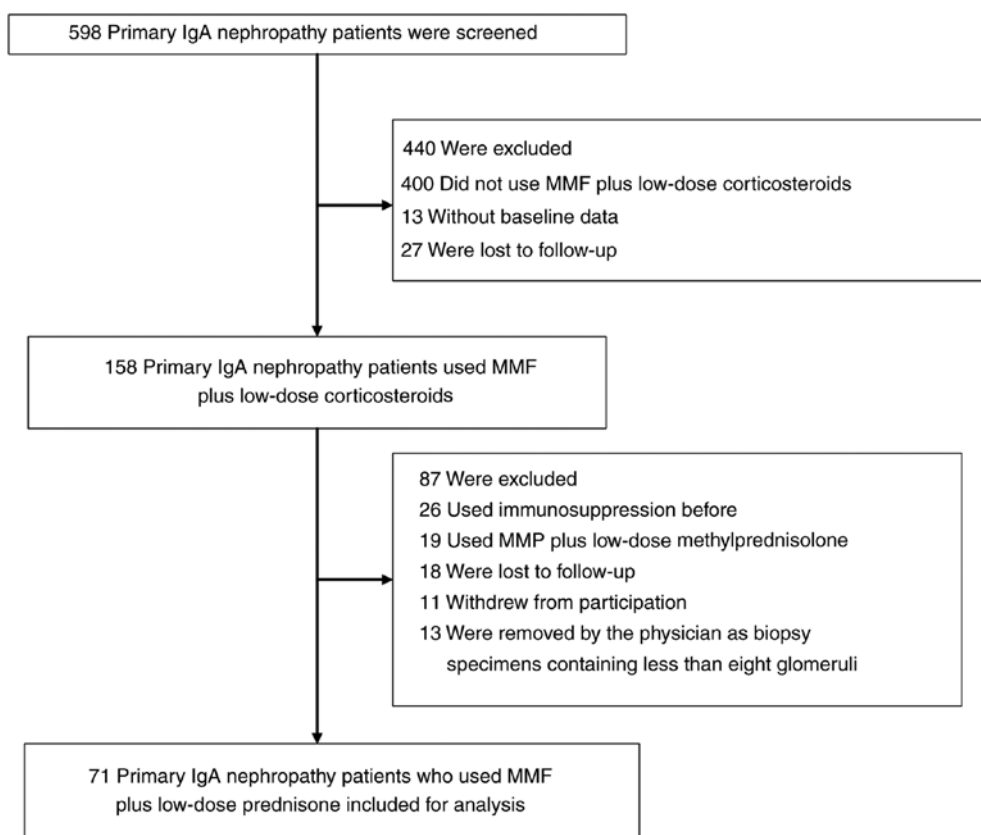 598 Primary IgA nephropathy patients were screened
440 Were excluded
400 Did not use MMF plus low-dose corticosteroids
13 Without baseline data
27 Were lost to follow-up
158 Primary IgA nephropathy patients used MMF
plus low-dose corticosteroids
87 Were excluded
26 Used immunosuppression before
19 Used MMP plus low-dose methylprednisolone
18 Were lost to follow-up
11 Withdrew from participation
13 Were removed by the physician as biopsy
specimens containing less than eight glomeruli
71 Primary IgA nephropathy patients who used MMF
plus low-dose prednisone included for analysis